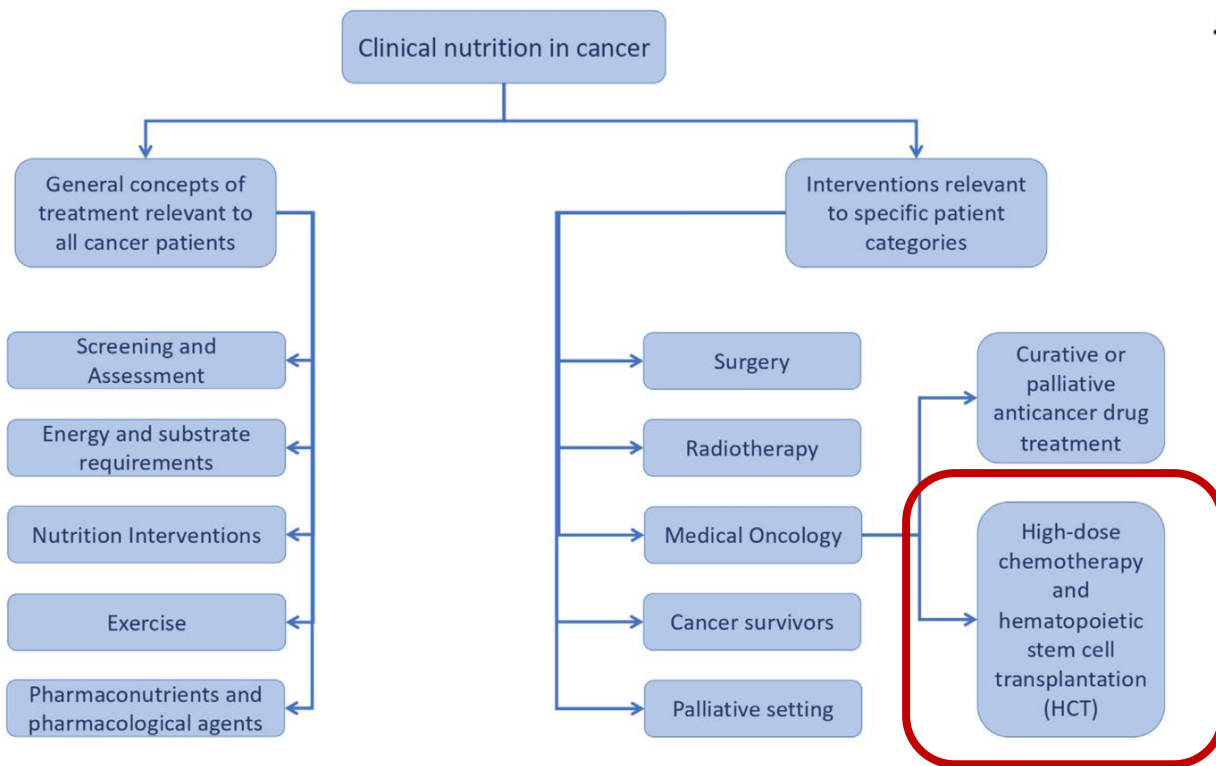 Clinical nutrition in cancer
General concepts of
treatment relevant to
all cancer patients
Interventions relevant
to specific patient
categories
Screening and
Assessment
Energy and substrate
requirements
Nutrition Interventions
Exercise
Pharmaconutrients and
pharmacological agents
Surgery
Radiotherapy
Medical Oncology
Cancer survivors
Palliative setting
Curative or
palliative
anticancer drug
treatment
High-dose
chemotherapy
and
hematopoietic
stem cell
transplantation
(HCT)